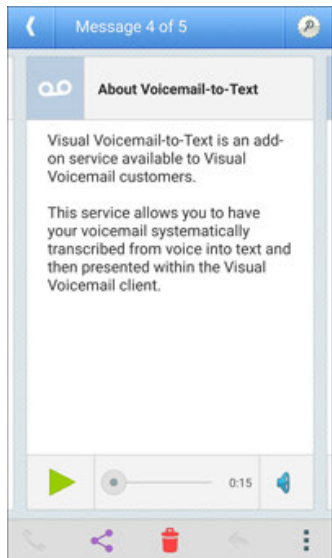 Message 4 of 5
About Voicemail-to-Text
Visual Voicemail-to-Text is an add-
on service available to Visual
Voicemail customers.
This service allows you to have
your voicemail systematically
transcribed from voice into text and
then presented within the Visual
Voicemail client.
0:15